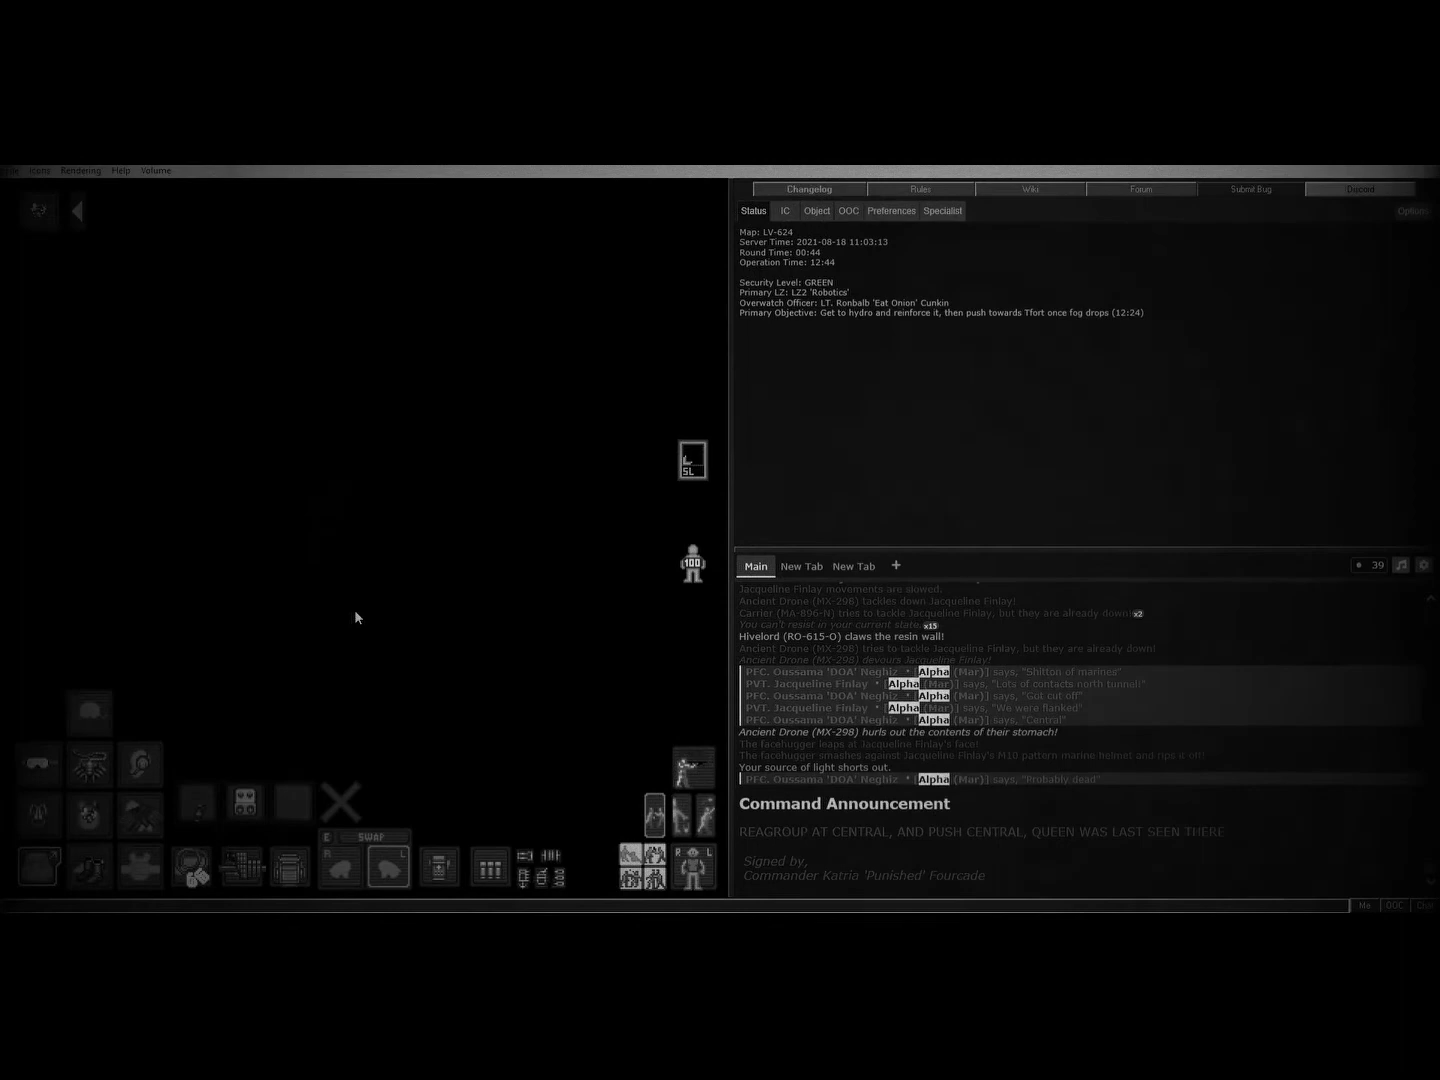 Icons Rendering Help Volume
Changelog Rules Wiki Forum Submit Bug Discord
Status IC Object OOC Preferences Specialist Options
Map: LV-624
Server Time: 2021-08-18 11:03:13
Round Time: 00:44
Operation Time: 12:44
Security Level: GREEN
Primary LZ: LZ2 'Robotics'
Overwatch Officer: LT. Ronbalb 'Eat Onion' Cunkin
Primary Objective: Get to hydro and reinforce it, then push towards Tfort once fog drops (12:24)
SL
100
Main New Tab New Tab + 39
Jacqueline Finlay movements are slowed.
Ancient Drone (MX-298) tackles down Jacqueline Finlay!
Carrier (MA-896-N) tries to tackle Jacqueline Finlay, but they are already down! x2
You can't resist in your current state. x15
Hivelord (RO-615-O) claws the resin wall!
Ancient Drone (MX-298) tries to tackle Jacqueline Finlay, but they are already down!
Ancient Drone (MX-298) devours Jacqueline Finlay!
PFC. Oussama 'DOA' Neghiz • [Alpha (Mar)] says, "Shitton of marines"
PVT. Jacqueline Finlay • [Alpha (Mar)] says, "Lots of contacts north tunnel!"
PFC. Oussama 'DOA' Neghiz • [Alpha (Mar)] says, "Got cut off"
PVT. Jacqueline Finlay • [Alpha (Mar)] says, "We were flanked"
PFC. Oussama 'DOA' Neghiz • [Alpha (Mar)] says, "Central"
Ancient Drone (MX-298) hurls out the contents of their stomach!
The facehugger leaps at Jacqueline Finlay's face!
The facehugger smashes against Jacqueline Finlay's M10 pattern marine helmet and rips it off!
Your source of light shorts out.
PFC. Oussama 'DOA' Neghiz • [Alpha (Mar)] says, "Probably dead"
Command Announcement
REAGROUP AT CENTRAL, AND PUSH CENTRAL, QUEEN WAS LAST SEEN THERE
Signed by,
Commander Katria 'Punished' Fourcade
E SWAP
R L
R L
Me OOC